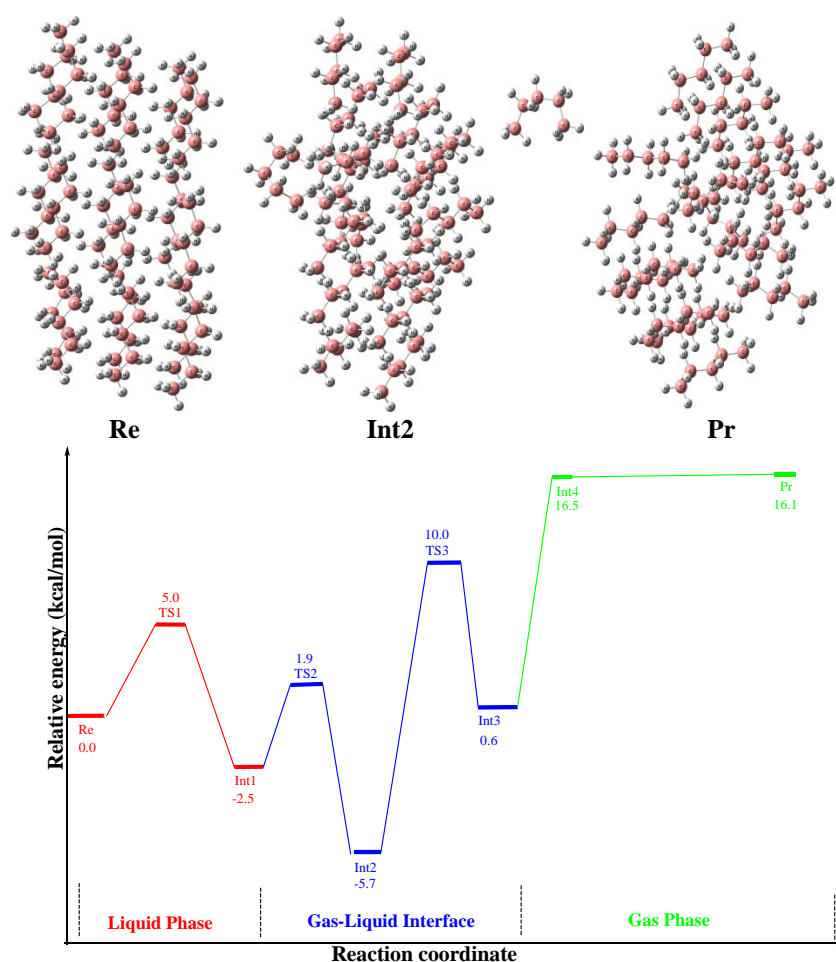 Re
Int2
Pr
Relative energy (kcal/mol)
Int4
16.5
Pr
16.1
10.0
TS3
5.0
TS1
1.9
TS2
Re
0.0
Int3
0.6
Int1
-2.5
Int2
-5.7
Liquid Phase
Gas-Liquid Interface
Gas Phase
Reaction coordinate